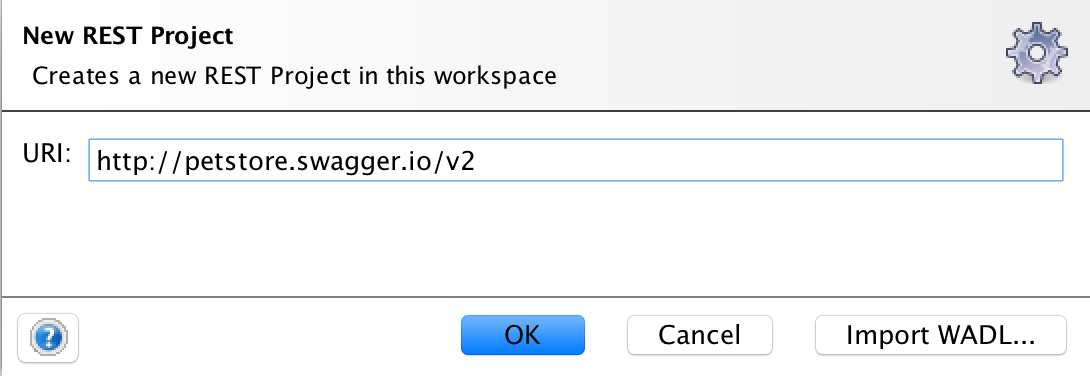 New REST Project
Creates a new REST Project in this workspace
URI: http://petstore.swagger.io/v2
? OK Cancel Import WADL...